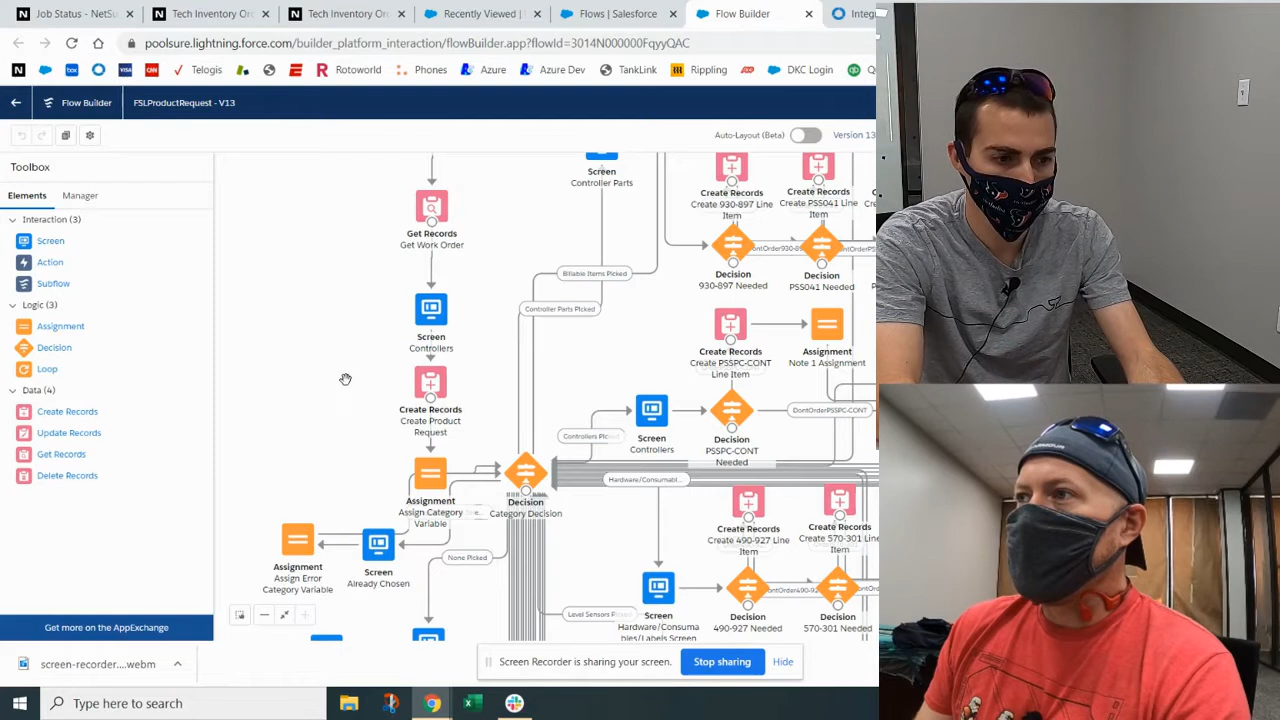 Job Status - NetSu
Tech Inventory Orde
Tech Inventory Orde
Recently Viewed |
Flows | Salesforce
Flow Builder
Integ
poolsure.lightning.force.com/builder_platform_interaction/flowBuilder.app?flowId=3014N000000FqyyQAC
Telogis
Rotoworld
Phones
Azure
Azure Dev
TankLink
Rippling
DKC Login
Flow Builder
FSLProductRequest - V13
Auto-Layout (Beta)
Version 13
Toolbox
Elements
Manager
Interaction (3)
Screen
Action
Subflow
Logic (3)
Assignment
Decision
Loop
Data (4)
Create Records
Update Records
Get Records
Delete Records
Get more on the AppExchange
Get Records
Get Work Order
Screen
Controllers
Create Records
Create Product
Request
Assignment
Assign Category
Variable
Decision
Category Decision
Assignment
Assign Error
Category Variable
Screen
Already Chosen
None Picked
Screen
Controller Parts
Billable Items Picked
Controller Parts Picked
Controllers Pic
Hardware/Consumabl...
Level Sensors Picked
Create Records
Create 930-897 Line
Item
Create Records
Create PSS041 Line
Item
Decision
930-897 Needed
Decision
PSS041 Needed
Create Records
Create PSSPC-CONT
Line Item
Assignment
Note 1 Assignment
Screen
Controllers
Decision
PSSPC-CONT
Needed
DontOrderPSSPC-CONT
Create Records
Create 490-927 Line
Item
Create Records
Create 570-301 Line
Item
Screen
Hardware/Consuma
bles/Labels Screen
Decision
490-927 Needed
Decision
570-301 Needed
screen-recorder....webm
Screen Recorder is sharing your screen.
Stop sharing
Hide
Type here to search